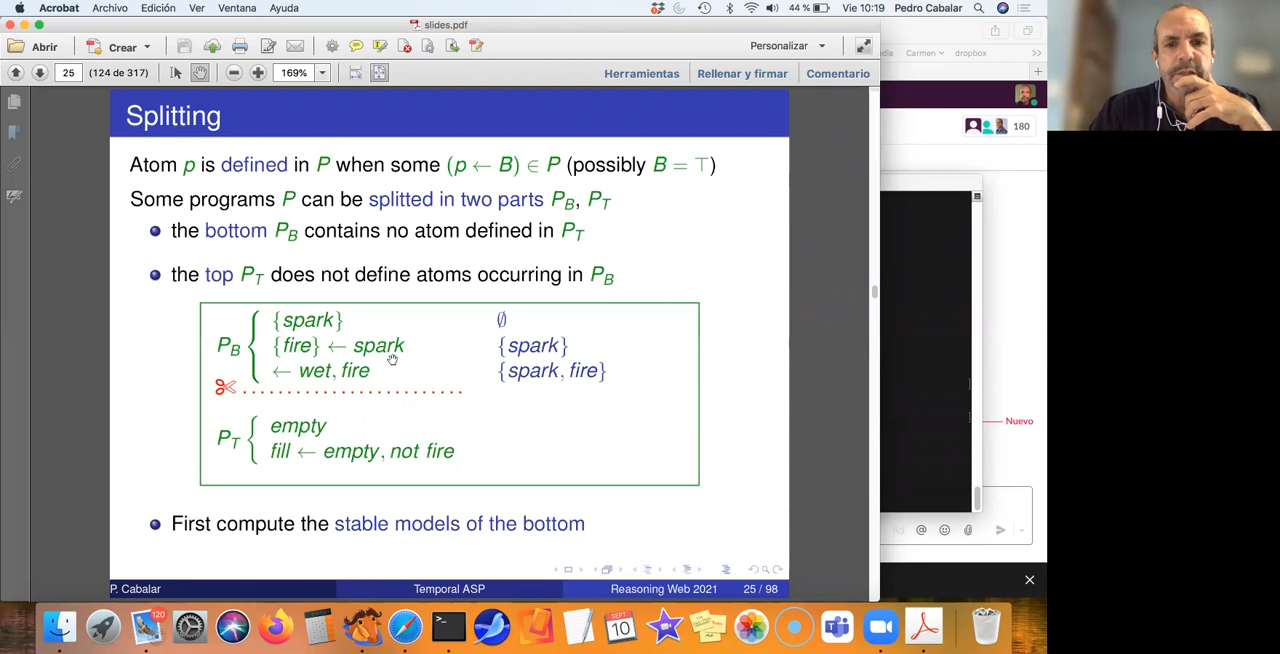 Acrobat Archivo Edición Ver Ventana Ayuda 44 % Vie 10:19 Pedro Cabalar
slides.pdf
Abrir Crear Personalizar
25 (124 de 317) 169% Herramientas Rellenar y firmar Comentario
Carmen dropbox
180
Splitting
Atom p is defined in P when some (p ← B) ∈ P (possibly B = ⊤)
Some programs P can be splitted in two parts P_B, P_T
the bottom P_B contains no atom defined in P_T
the top P_T does not define atoms occurring in P_B
{spark} ∅
P_B { {fire} ← spark {spark}
← wet, fire {spark, fire}
empty
P_T { fill ← empty, not fire
First compute the stable models of the bottom
P. Cabalar Temporal ASP Reasoning Web 2021 25 / 98
Nuevo
120
SEPT
10